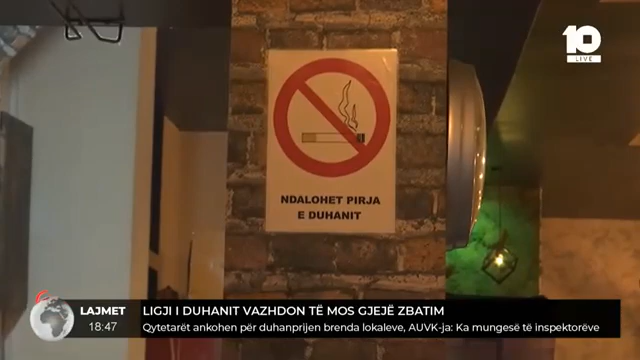 10
LIVE
NDALOHET PIRJA
E DUHANIT
LAJMET
18:47
LIGJI I DUHANIT VAZHDON TË MOS GJEJË ZBATIM
Qytetarët ankohen për duhanprijen brenda lokaleve, AUVK-ja: Ka mungesë të inspektorëve